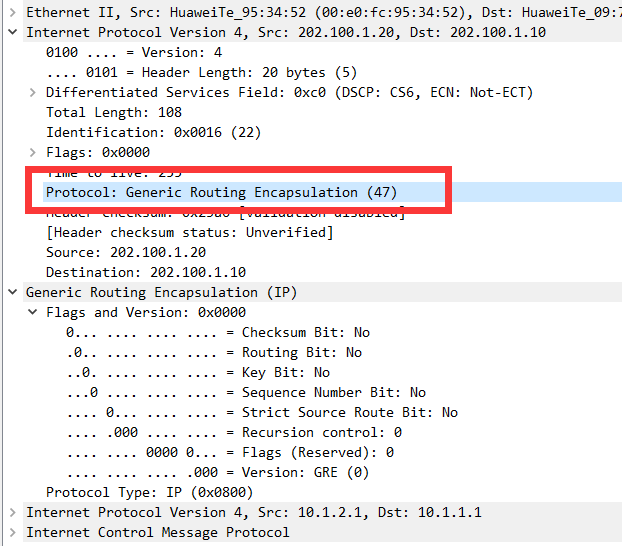 Ethernet II, Src: HuaweiTe_95:34:52 (00:e0:fc:95:34:52), Dst: HuaweiTe_09:7
Internet Protocol Version 4, Src: 202.100.1.20, Dst: 202.100.1.10
0100 .... = Version: 4
.... 0101 = Header Length: 20 bytes (5)
Differentiated Services Field: 0xc0 (DSCP: CS6, ECN: Not-ECT)
Total Length: 108
Identification: 0x0016 (22)
Flags: 0x0000
Time to live: 255
Protocol: Generic Routing Encapsulation (47)
Header checksum: [validation disabled]
[Header checksum status: Unverified]
Source: 202.100.1.20
Destination: 202.100.1.10
Generic Routing Encapsulation (IP)
Flags and Version: 0x0000
0... .... .... .... = Checksum Bit: No
.0.. .... .... .... = Routing Bit: No
..0. .... .... .... = Key Bit: No
...0 .... .... .... = Sequence Number Bit: No
.... 0... .... .... = Strict Source Route Bit: No
.... .000 .... .... = Recursion control: 0
.... .... 0000 0... = Flags (Reserved): 0
.... .... .... .000 = Version: GRE (0)
Protocol Type: IP (0x0800)
Internet Protocol Version 4, Src: 10.1.2.1, Dst: 10.1.1.1
Internet Control Message Protocol